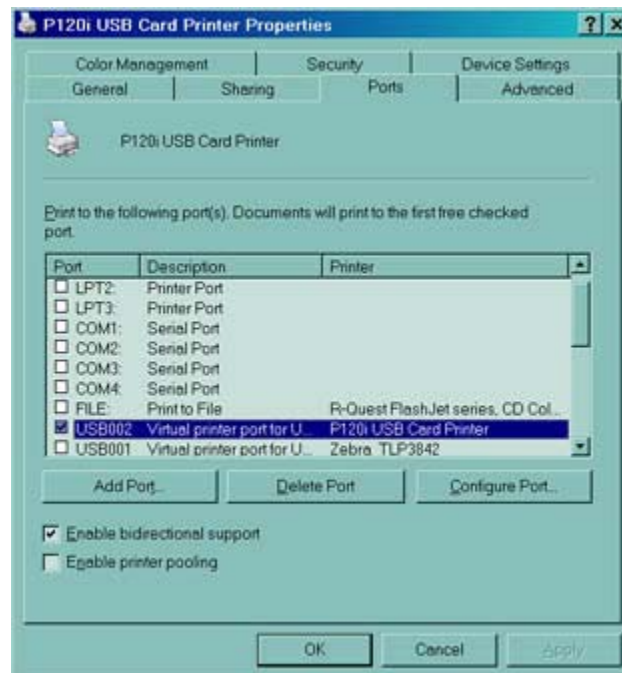 P120i USB Card Printer Properties
? ×
Color Management Security Device Settings
General Sharing Ports Advanced
P120i USB Card Printer
Print to the following port(s). Documents will print to the first free checked
port.
Port Description Printer
LPT2: Printer Port
LPT3: Printer Port
COM1: Serial Port
COM2: Serial Port
COM3: Serial Port
COM4: Serial Port
FILE: Print to File R-Quest FlashJet series, CD Col...
USB002 Virtual printer port for U... P120i USB Card Printer
USB001 Virtual printer port for U... Zebra TLP3842
Add Port... Delete Port Configure Port...
Enable bidirectional support
Enable printer pooling
OK Cancel Apply